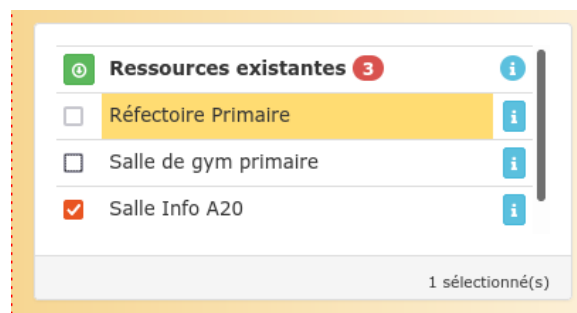 Ressources existantes 3
Réfectoire Primaire
Salle de gym primaire
Salle Info A20
1 sélectionné(s)